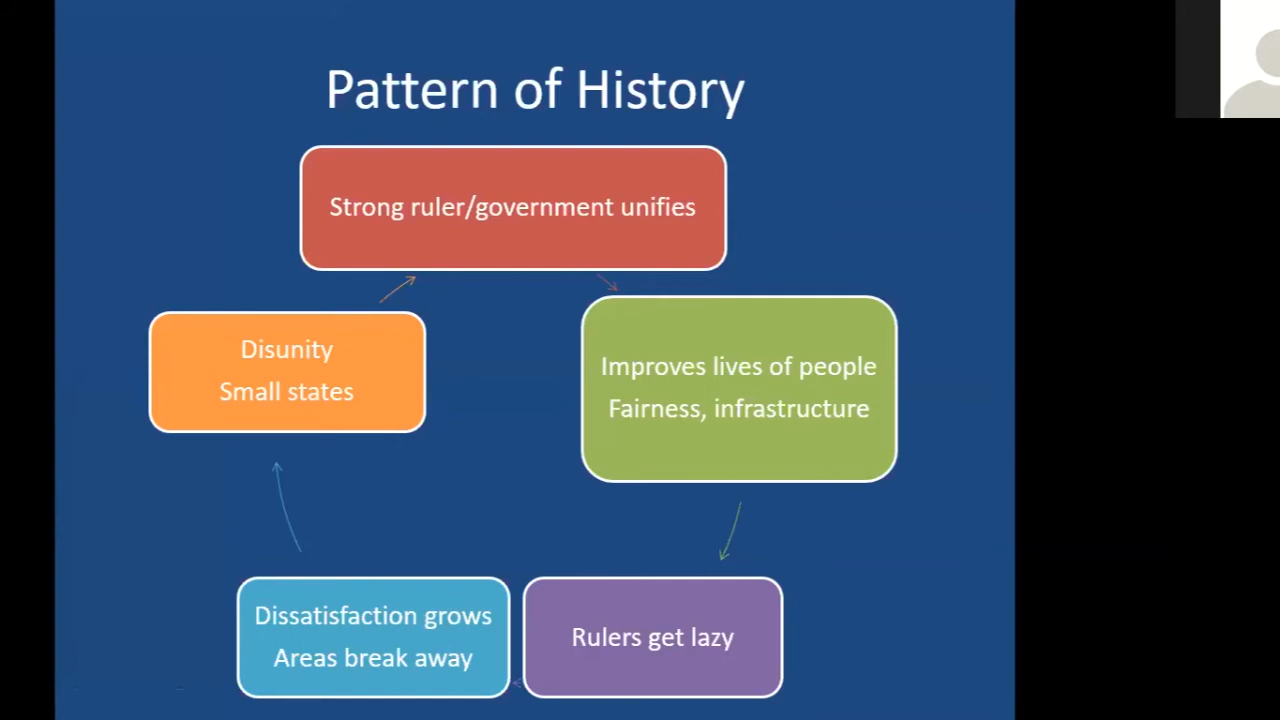 Pattern of History
Strong ruler/government unifies
Improves lives of people
Fairness, infrastructure
Rulers get lazy
Dissatisfaction grows
Areas break away
Disunity
Small states